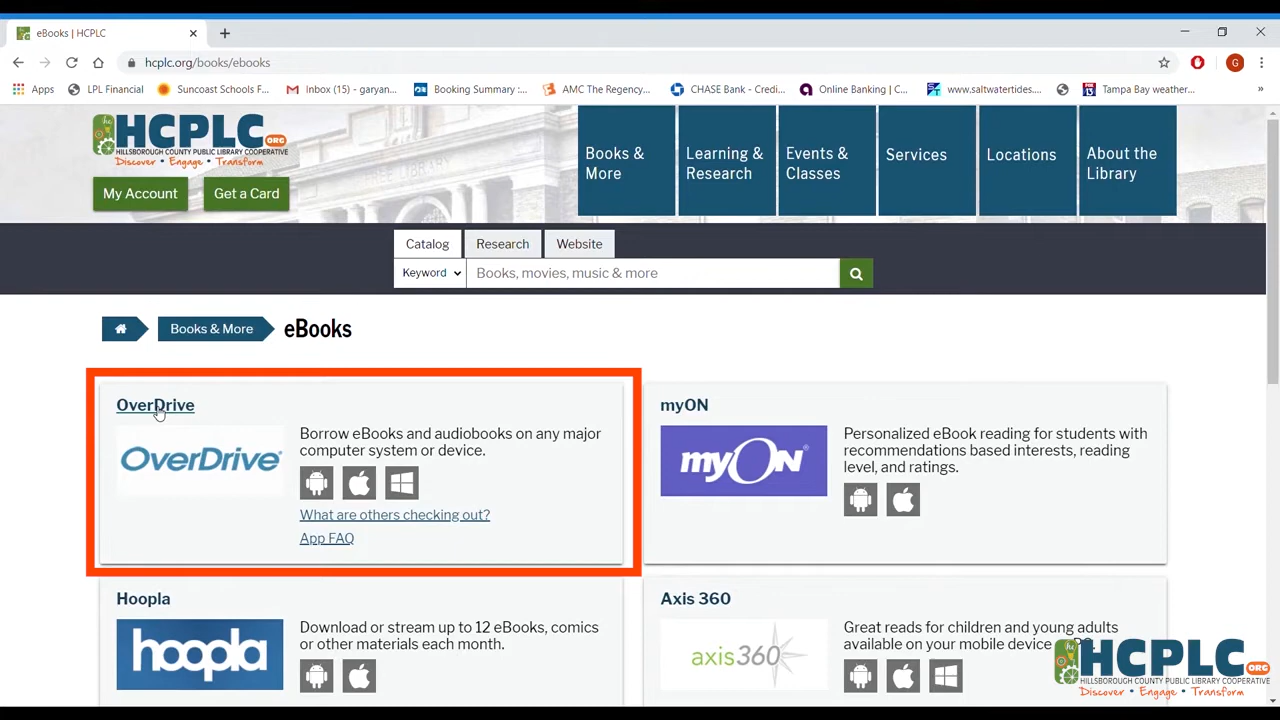 eBooks | HCPLC
hcplc.org/books/ebooks
G
Apps
LPL Financial
Suncoast Schools F...
Inbox (15) - garyan...
Booking Summary :...
AMC The Regency...
CHASE Bank - Credi...
Online Banking | C...
www.saltwatertides....
Tampa Bay weather...
HCPLC ORG
HILLSBOROUGH COUNTY PUBLIC LIBRARY COOPERATIVE
Discover • Engage • Transform
My Account
Get a Card
Books &
More
Learning &
Research
Events &
Classes
Services
Locations
About the
Library
Catalog
Research
Website
Keyword
Books, movies, music & more
Books & More
eBooks
OverDrive
OverDrive®
Borrow eBooks and audiobooks on any major
computer system or device.
What are others checking out?
App FAQ
myON
myON®
Personalized eBook reading for students with
recommendations based interests, reading
level, and ratings.
Hoopla
hoopla
Download or stream up to 12 eBooks, comics
or other materials each month.
Axis 360
axis360
Great reads for children and young adults
available on your mobile device
HCPLC ORG
HILLSBOROUGH COUNTY PUBLIC LIBRARY COOPERATIVE
Discover • Engage • Transform